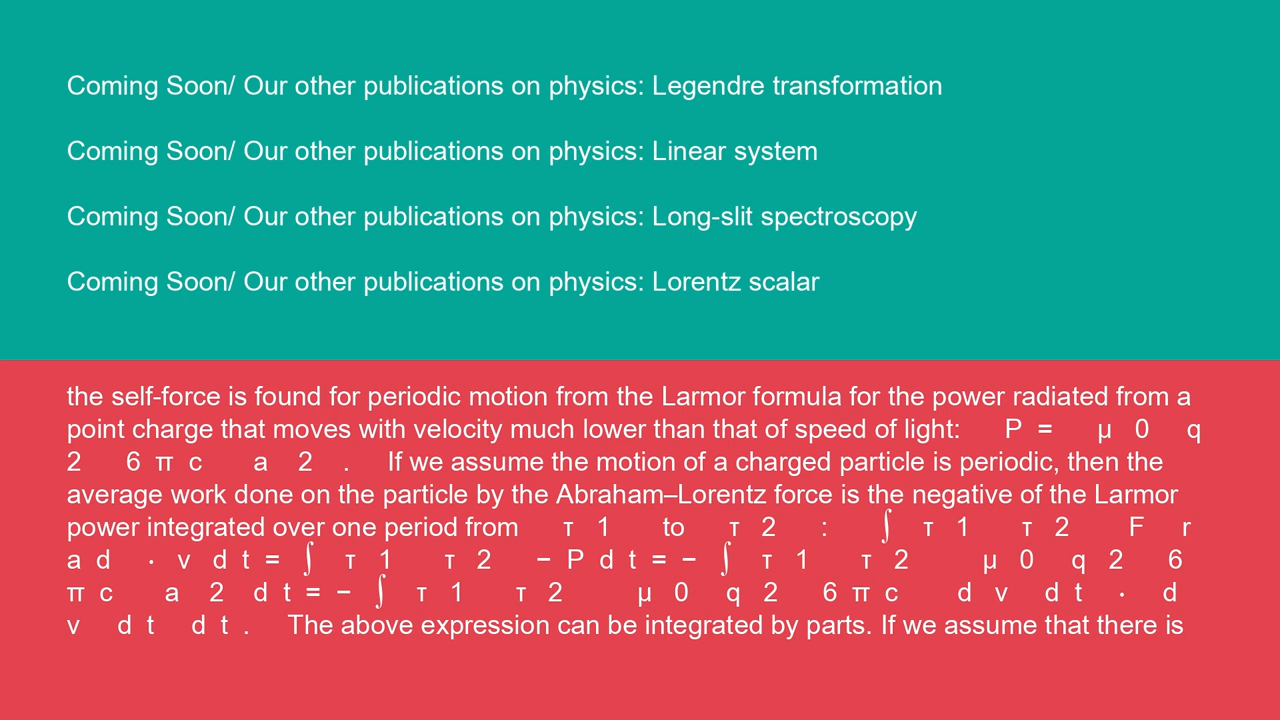 Coming Soon/ Our other publications on physics: Legendre transformation
Coming Soon/ Our other publications on physics: Linear system
Coming Soon/ Our other publications on physics: Long-slit spectroscopy
Coming Soon/ Our other publications on physics: Lorentz scalar
the self-force is found for periodic motion from the Larmor formula for the power radiated from a
point charge that moves with velocity much lower than that of speed of light: P = μ 0 q
2 6 π c a 2 . If we assume the motion of a charged particle is periodic, then the
average work done on the particle by the Abraham–Lorentz force is the negative of the Larmor
power integrated over one period from τ 1 to τ 2 : ∫ τ 1 τ 2 F r
a d · v d t = ∫ τ 1 τ 2 − P d t = − ∫ τ 1 τ 2 μ 0 q 2 6
π c a 2 d t = − ∫ τ 1 τ 2 μ 0 q 2 6 π c d v d t · d
v d t d t . The above expression can be integrated by parts. If we assume that there is